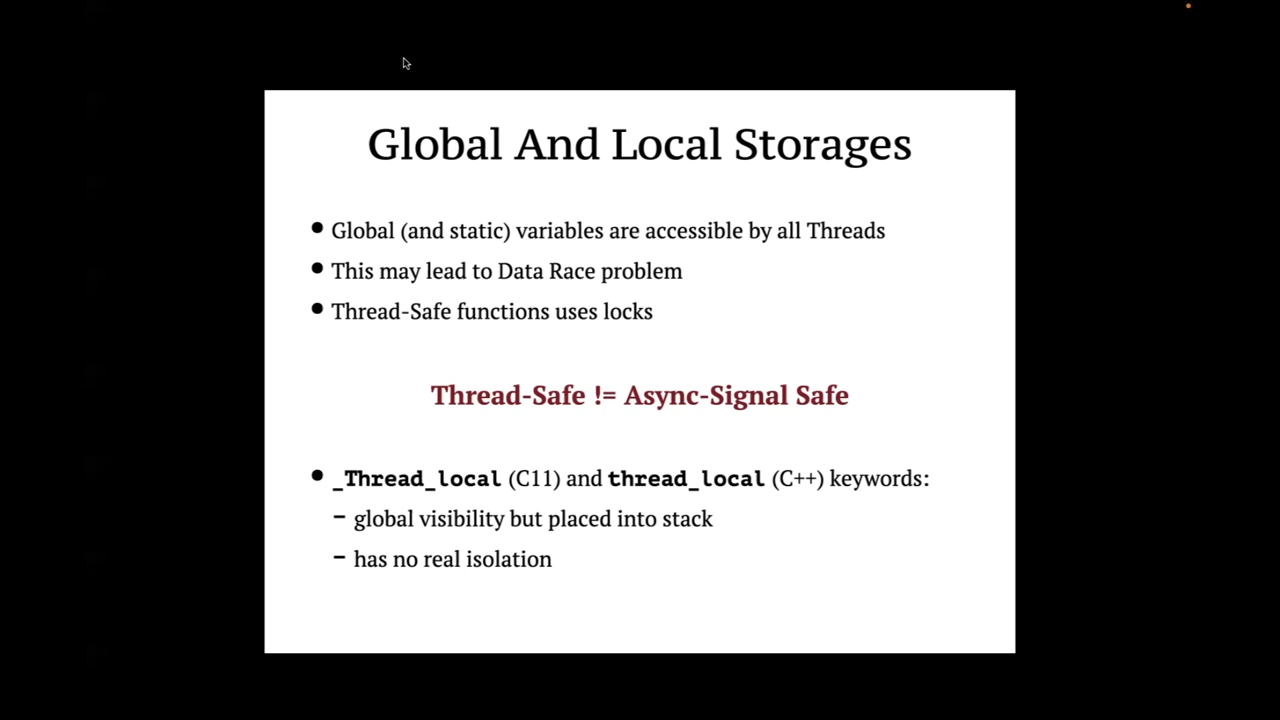 Global And Local Storages
• Global (and static) variables are accessible by all Threads
• This may lead to Data Race problem
• Thread-Safe functions uses locks
Thread-Safe != Async-Signal Safe
• _Thread_local (C11) and thread_local (C++) keywords:
– global visibility but placed into stack
– has no real isolation